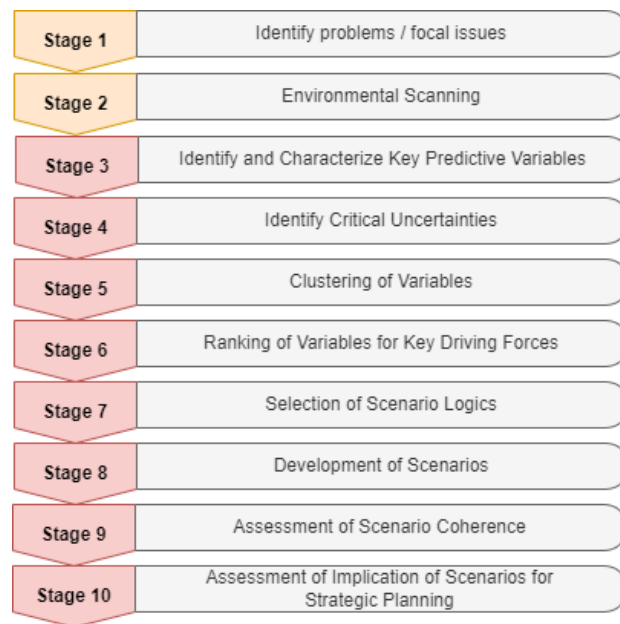 Stage 1
Identify problems / focal issues
Stage 2
Environmental Scanning
Stage 3
Identify and Characterize Key Predictive Variables
Stage 4
Identify Critical Uncertainties
Stage 5
Clustering of Variables
Stage 6
Ranking of Variables for Key Driving Forces
Stage 7
Selection of Scenario Logics
Stage 8
Development of Scenarios
Stage 9
Assessment of Scenario Coherence
Stage 10
Assessment of Implication of Scenarios for
Strategic Planning